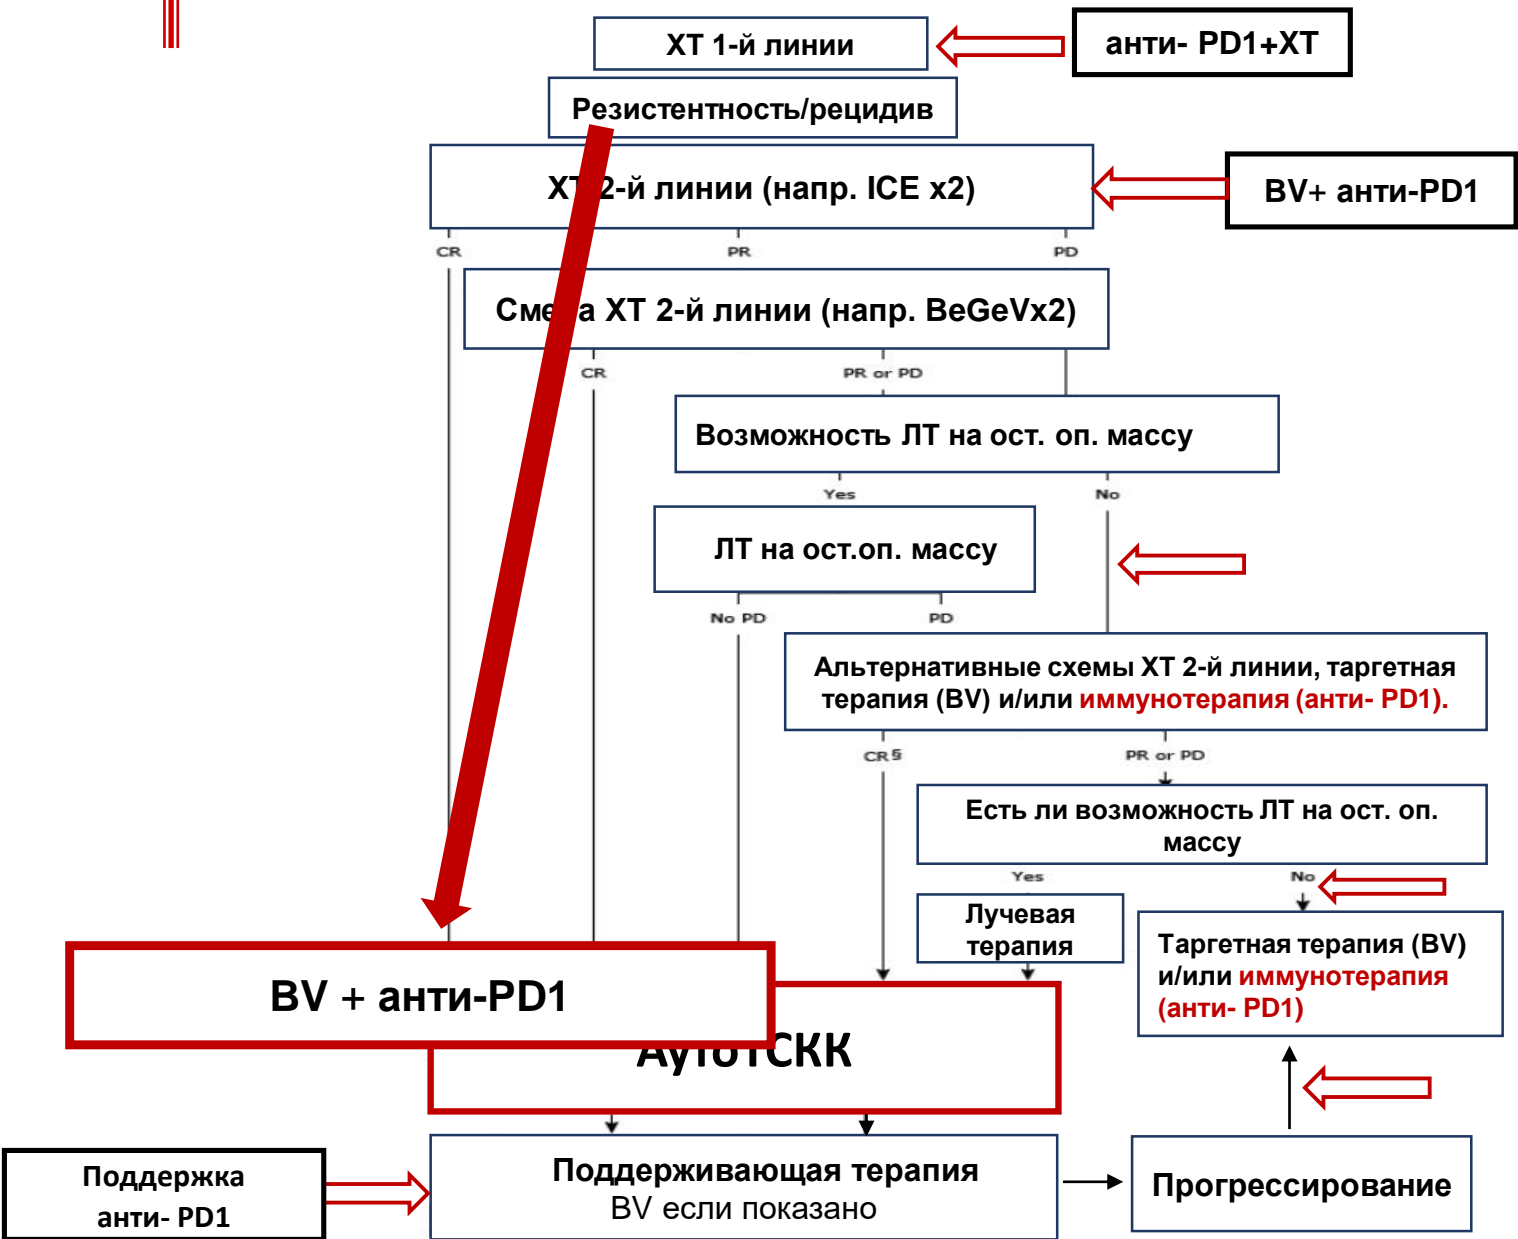 ХТ 1-й линии
анти- PD1+ХТ
Резистентность/рецидив
ХТ 2-й линии (напр. ICE x2)
BV+ анти-PD1
CR
PR
PD
Смена ХТ 2-й линии (напр. BeGeVx2)
CR
PR or PD
Возможность ЛТ на ост. оп. массу
Yes
No
ЛТ на ост.оп. массу
No PD
PD
Альтернативные схемы ХТ 2-й линии, таргетная
терапия (BV) и/или иммунотерапия (анти- PD1).
CR§
PR or PD
Есть ли возможность ЛТ на ост. оп.
массу
Yes
No
Лучевая
терапия
Таргетная терапия (BV)
и/или иммунотерапия
(анти- PD1)
BV + анти-PD1
АутоТСКК
Поддержка
анти- PD1
Поддерживающая терапия
BV если показано
Прогрессирование